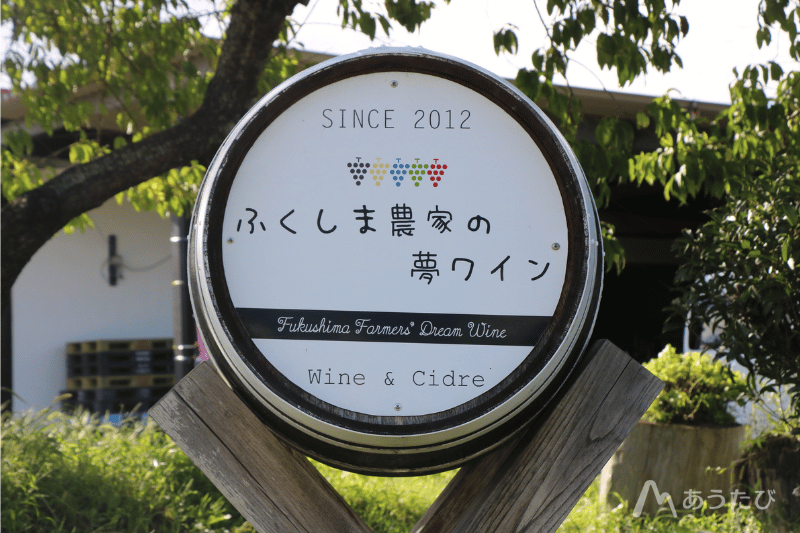 SINCE 2012
ふくしま農家の
夢ワイン
Fukushima Farmers' Dream Wine
Wine & Cidre
あうたび